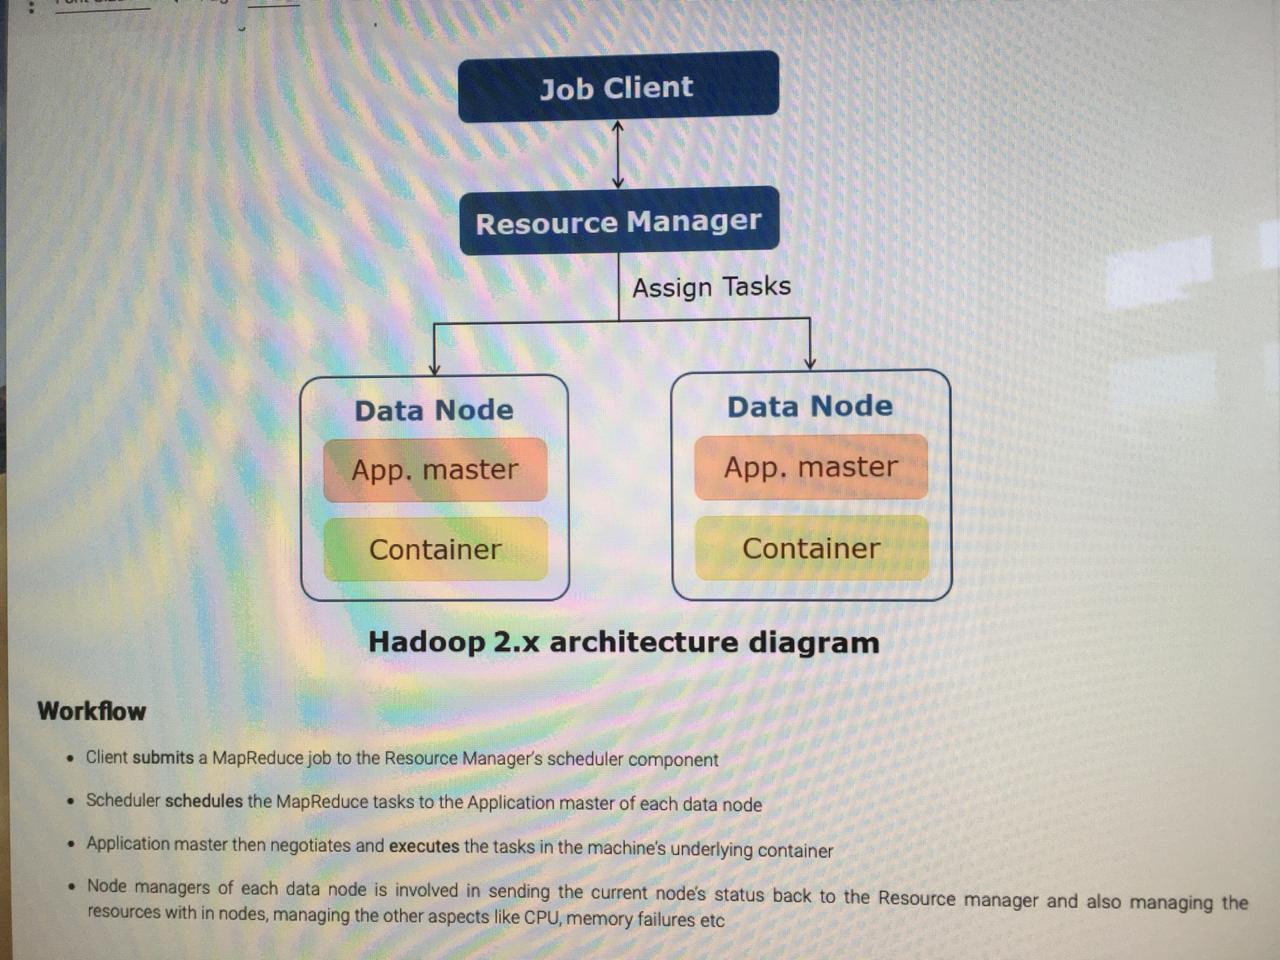 Job Client
Resource Manager
Assign Tasks
Data Node
App. master
Container
Data Node
App. master
Container
Hadoop 2.x architecture diagram
Workflow
• Client submits a MapReduce job to the Resource Manager's scheduler component
• Scheduler schedules the MapReduce tasks to the Application master of each data node
• Application master then negotiates and executes the tasks in the machine's underlying container
• Node managers of each data node is involved in sending the current node's status back to the Resource manager and also managing the
resources with in nodes, managing the other aspects like CPU, memory failures etc